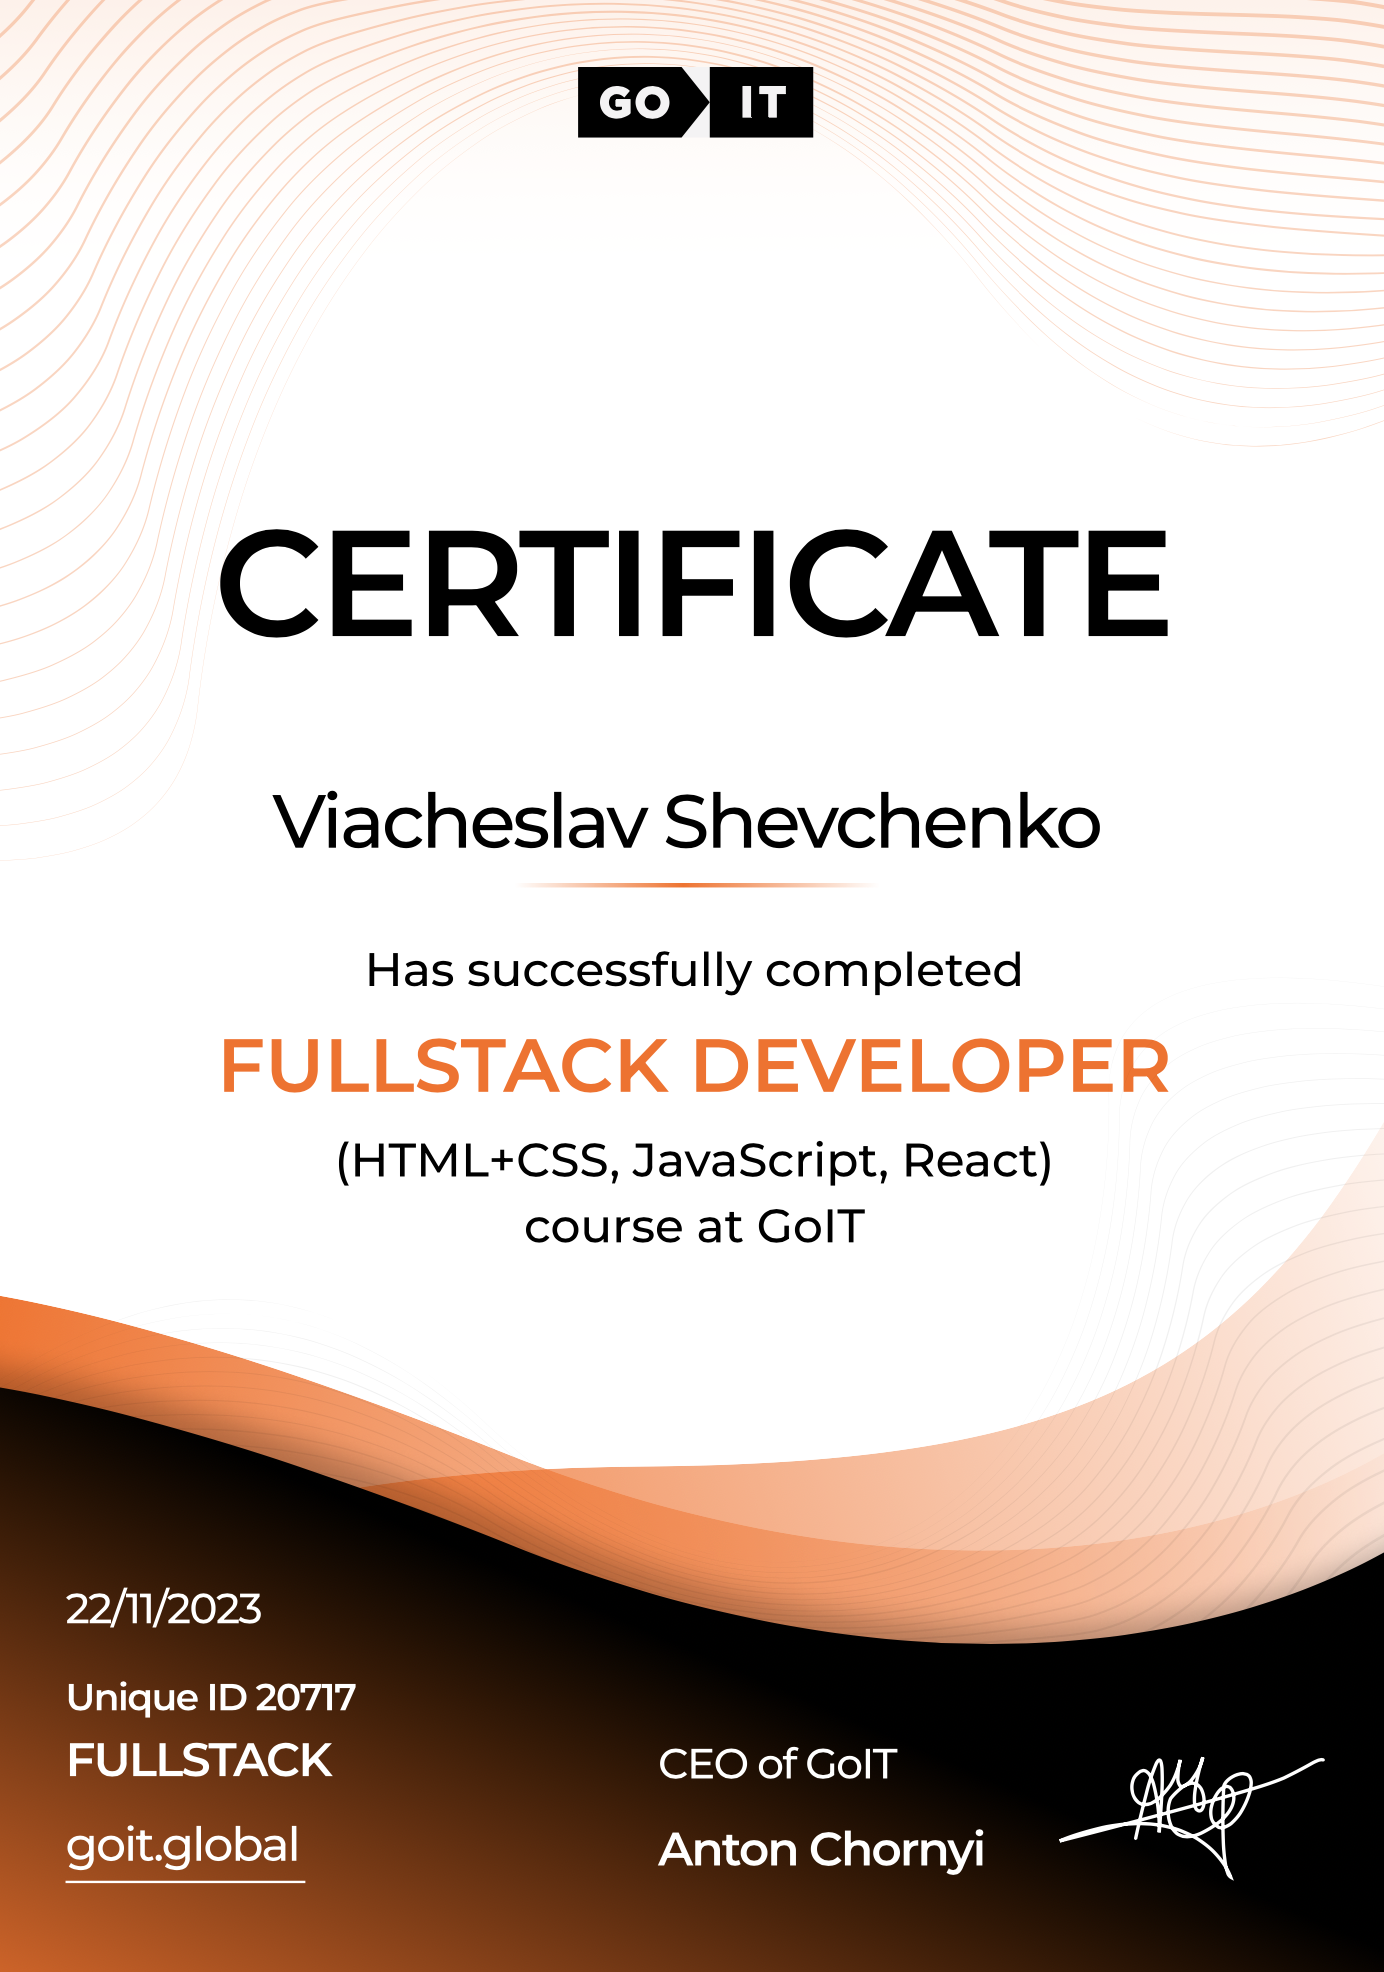 GO IT
CERTIFICATE
Viacheslav Shevchenko
Has successfully completed
FULLSTACK DEVELOPER
(HTML+CSS, JavaScript, React)
course at GoIT
22/11/2023
Unique ID 20717
FULLSTACK
goit.global
CEO of GoIT
Anton Chornyi